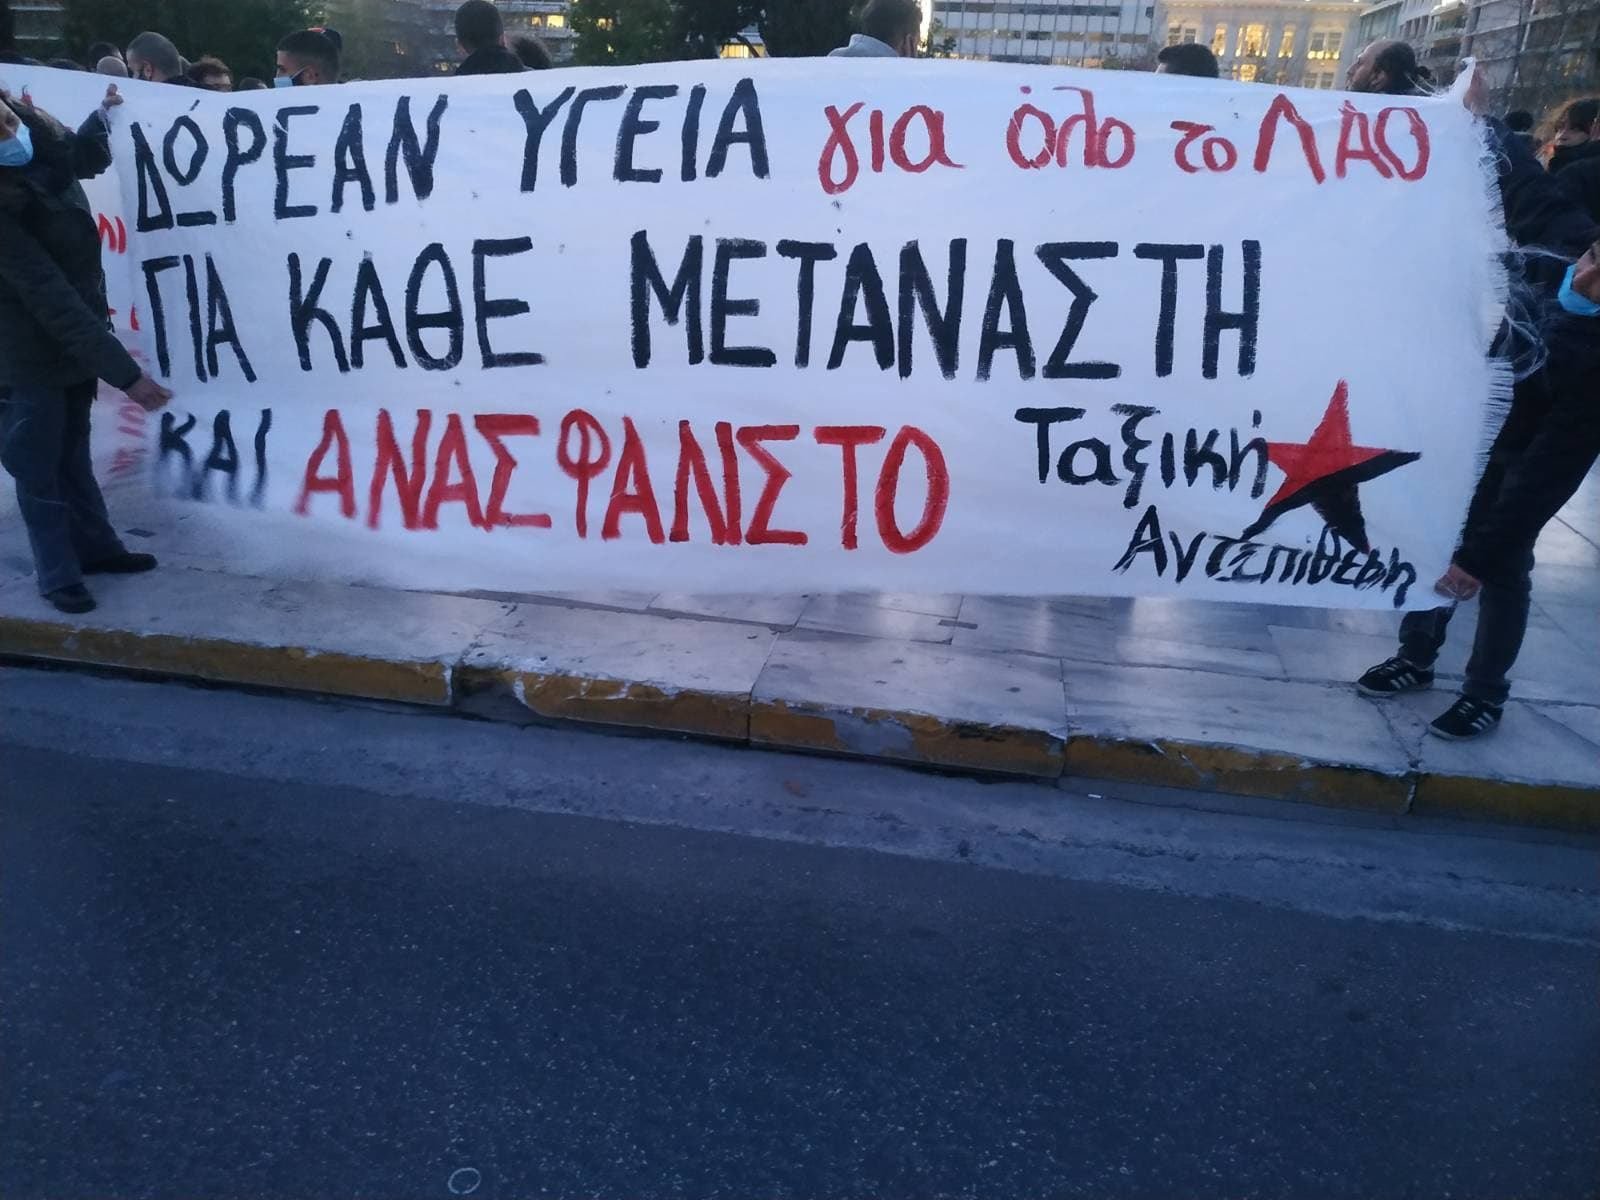 ΔΩΡΕΑΝ ΥΓΕΙΑ για όλο το ΛΑΟ
ΓΙΑ ΚΑΘΕ ΜΕΤΑΝΑΣΤΗ
ΚΑΙ ΑΝΑΣΦΑΛΙΣΤΟ
Ταξική
Αντεπίθεση